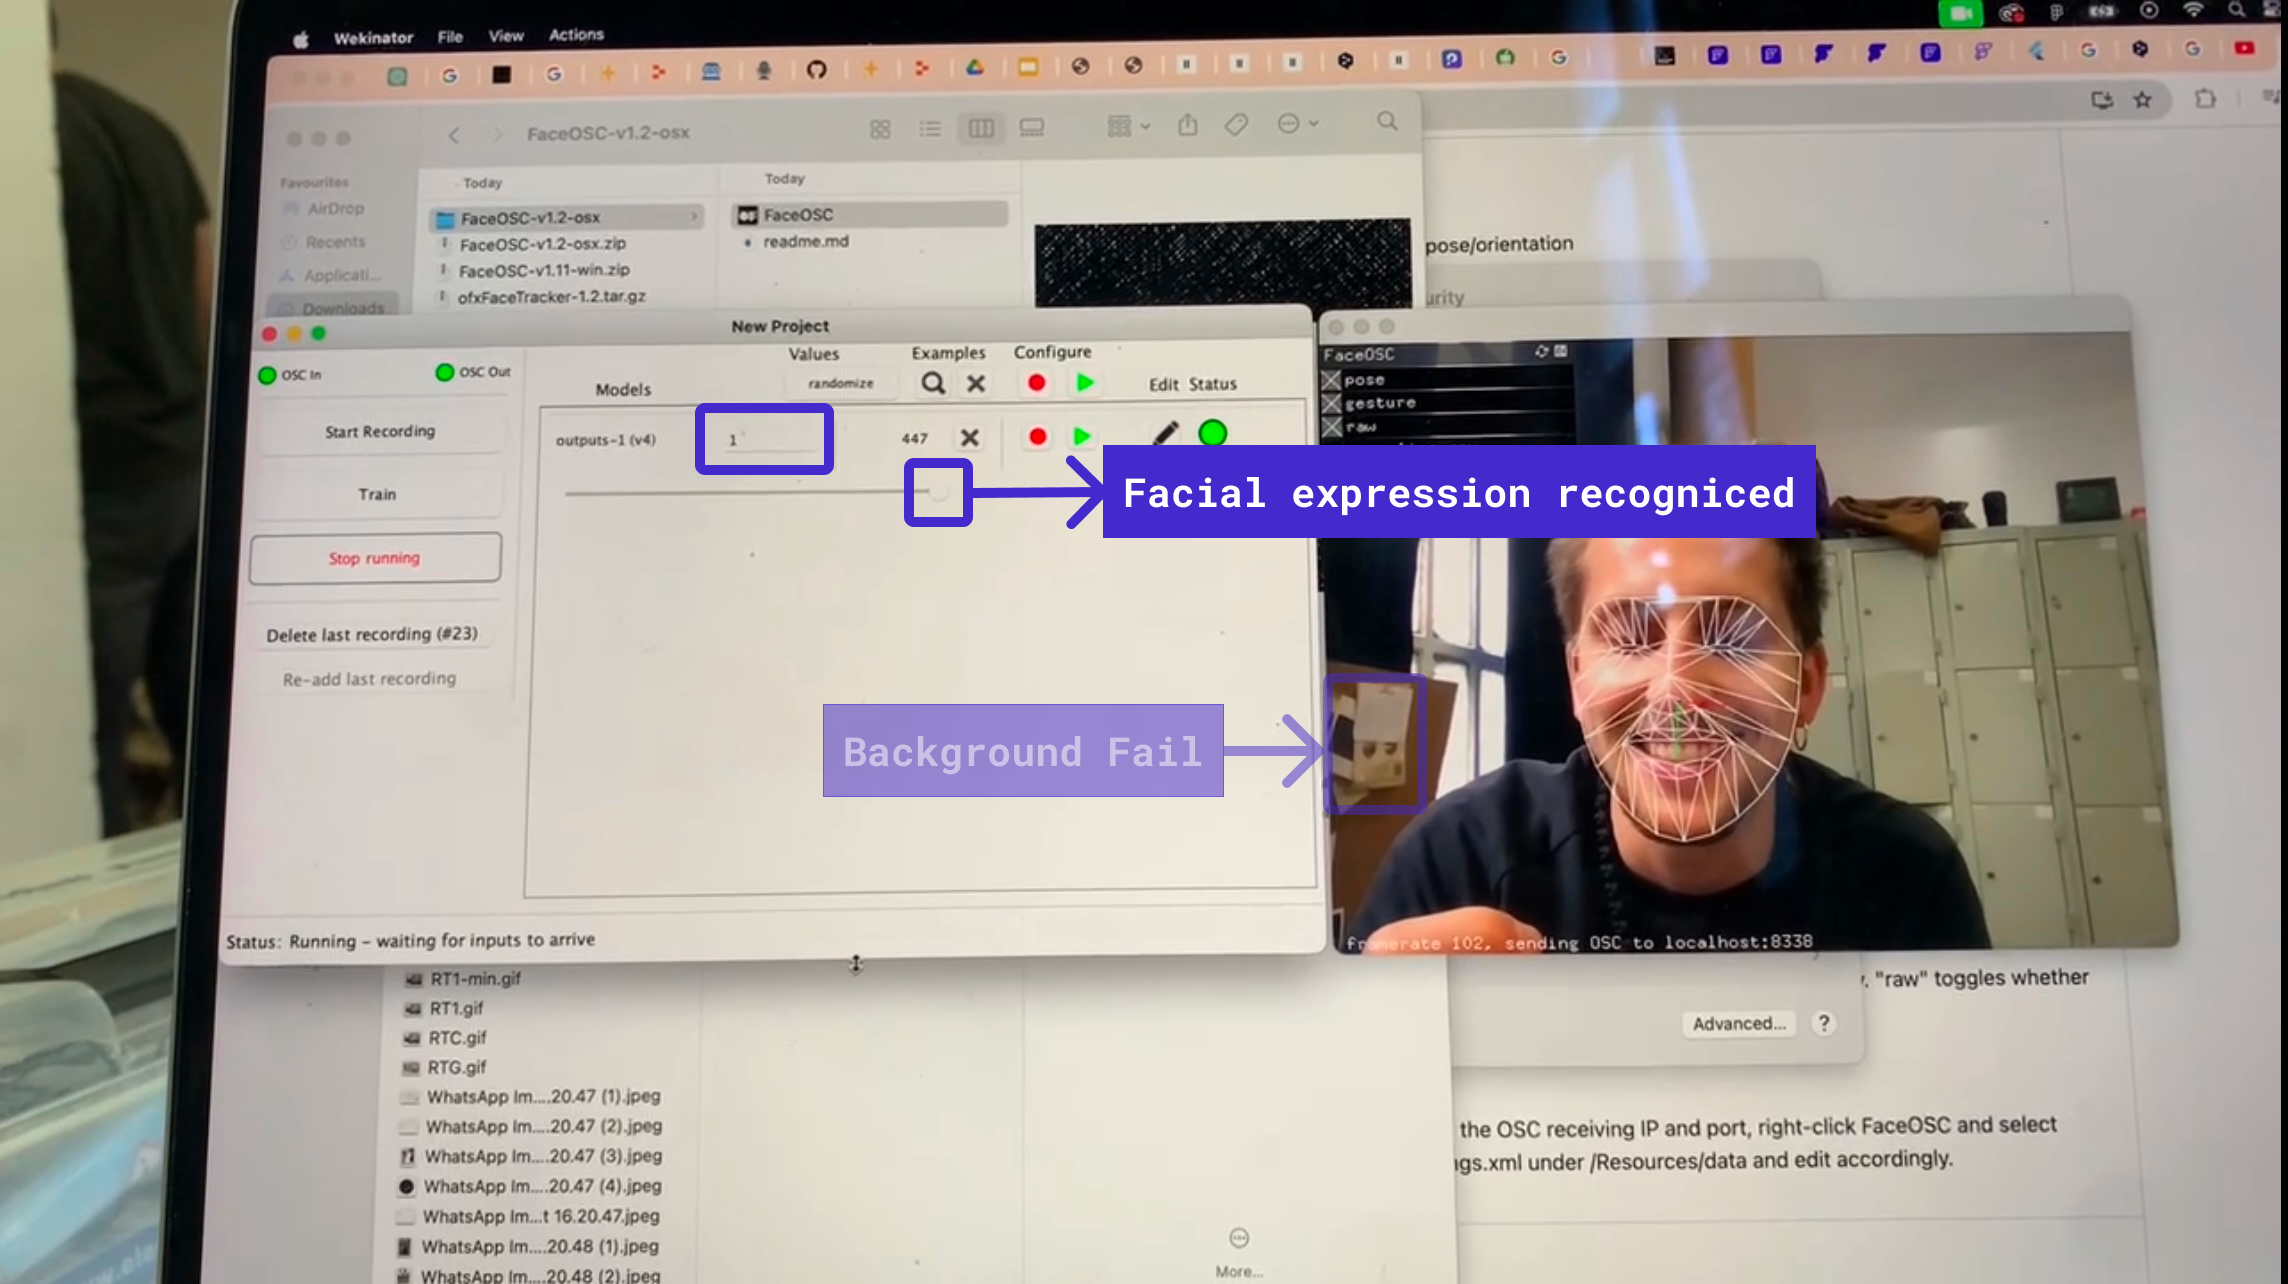 Wekinator File View Actions
FaceOSC-v1.2-osx
Favourites
AirDrop
Recents
Applicati...
Downloads
Today
FaceOSC-v1.2-osx
FaceOSC-v1.2-osx.zip
FaceOSC-v1.11-win.zip
ofxFaceTracker-1.2.tar.gz
Today
FaceOSC
readme.md
pose/orientation
urity
New Project
OSC In
OSC Out
Start Recording
Train
Stop running
Delete last recording (#23)
Re-add last recording
Values
Examples
Configure
Models
randomize
Edit Status
outputs-1 (v4)
1
447
Facial expression recogniced
Background Fail
FaceOSC
pose
gesture
raw
framerate 102, sending OSC to localhost:8338
Status: Running - waiting for inputs to arrive
RT1-min.gif
RT1.gif
RTC.gif
RTG.gif
WhatsApp Im....20.47 (1).jpeg
WhatsApp Im....20.47 (2).jpeg
WhatsApp Im....20.47 (3).jpeg
WhatsApp Im....20.47 (4).jpeg
WhatsApp Im...t 16.20.47.jpeg
WhatsApp Im....20.48 (1).jpeg
WhatsApp Im....20.48 (2).jpeg
More...
"raw" toggles whether
Advanced...
?
the OSC receiving IP and port, right-click FaceOSC and select
gs.xml under /Resources/data and edit accordingly.